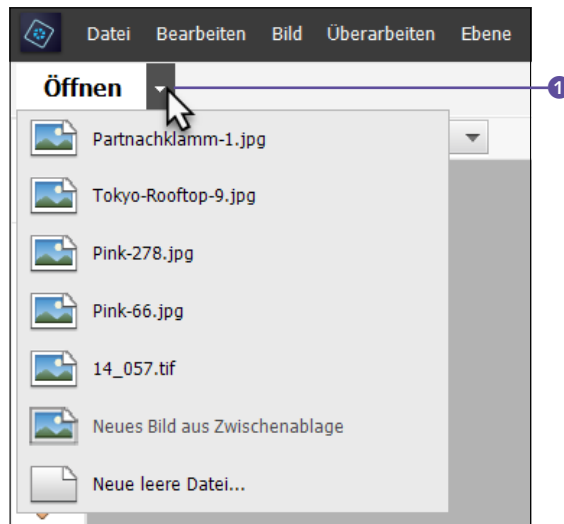 Datei Bearbeiten Bild Überarbeiten Ebene
Öffnen
1
Partnachklamm-1.jpg
Tokyo-Rooftop-9.jpg
Pink-278.jpg
Pink-66.jpg
14_057.tif
Neues Bild aus Zwischenablage
Neue leere Datei...